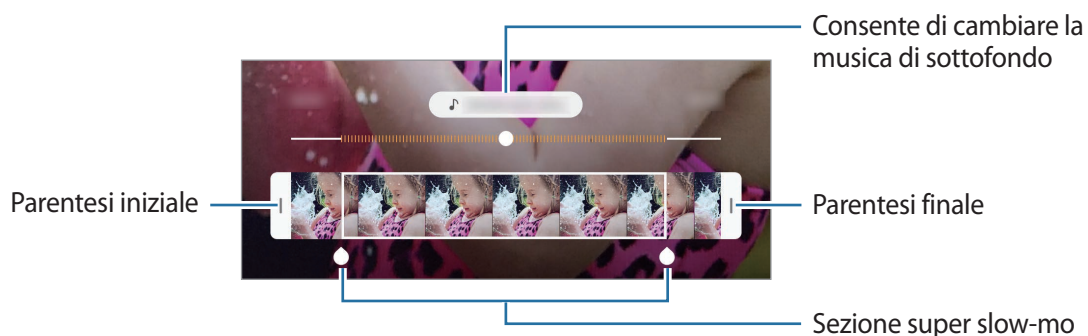 Consente di cambiare la
musica di sottofondo
Parentesi iniziale
Parentesi finale
Sezione super slow-mo